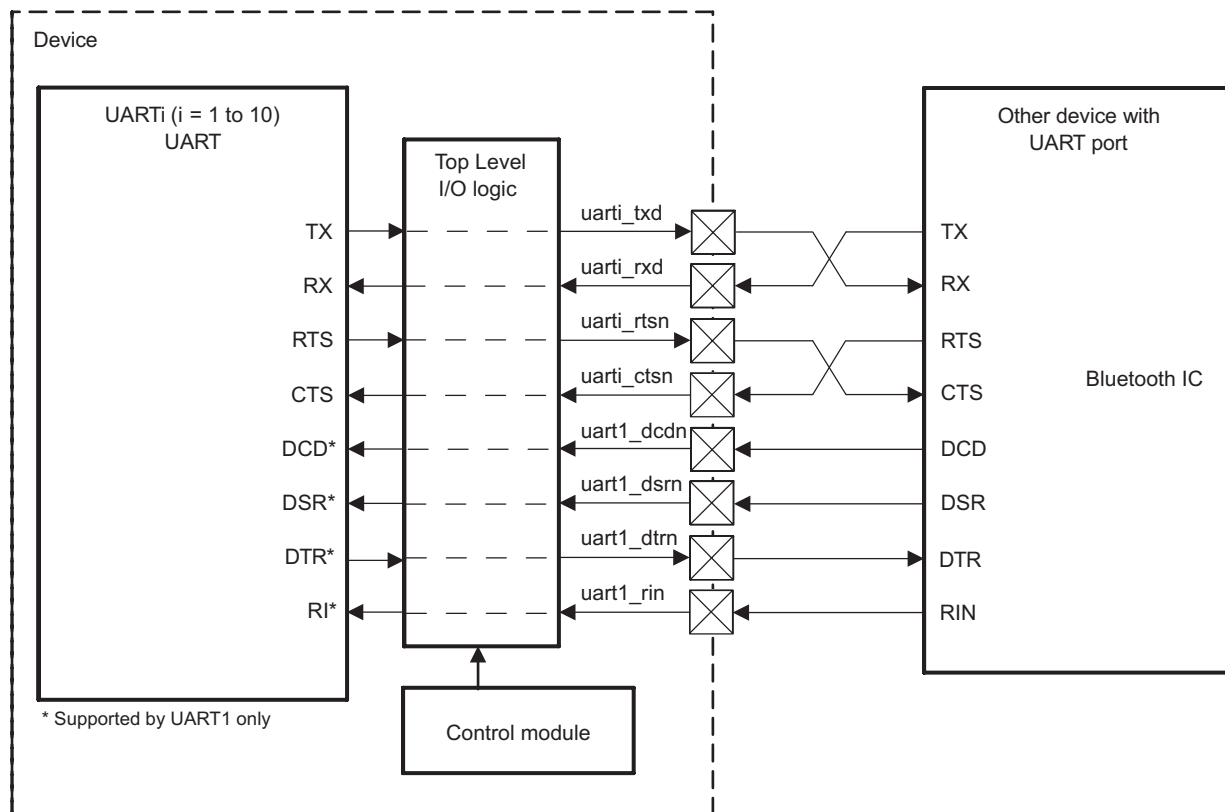 Device
UARTi (i = 1 to 10)
UART
TX
RX
RTS
CTS
DCD*
DSR*
DTR*
RI*
* Supported by UART1 only
Top Level
I/O logic
Control module
uarti_txd
uarti_rxd
uarti_rtsn
uarti_ctsn
uart1_dcdn
uart1_dsrn
uart1_dtrn
uart1_rin
Other device with
UART port
TX
RX
RTS
CTS
DCD
DSR
DTR
RIN
Bluetooth IC